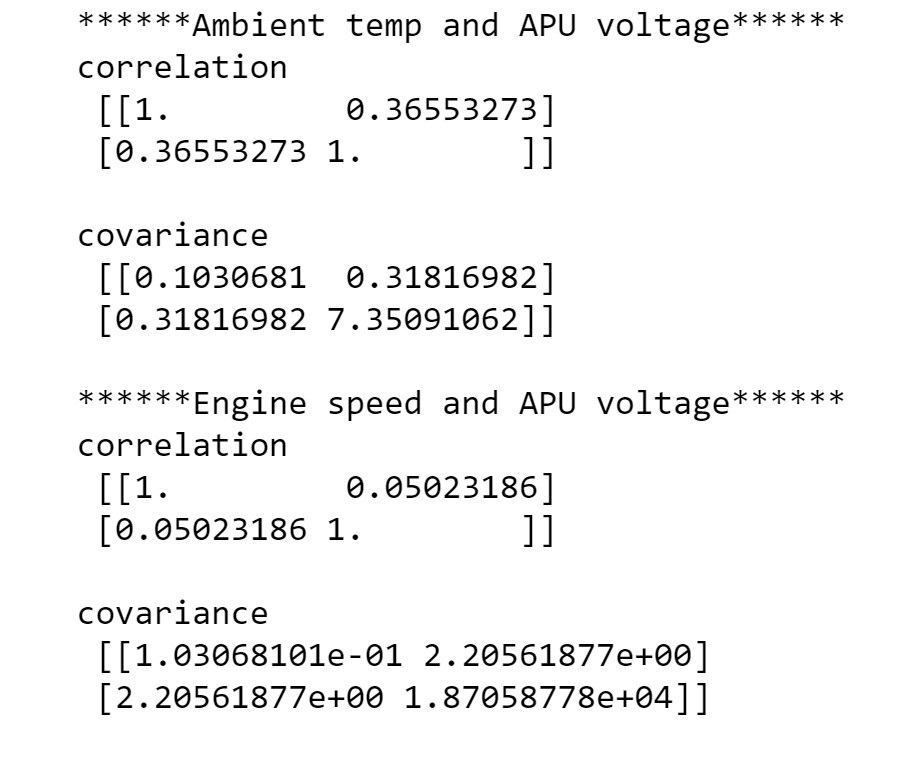 ******Ambient temp and APU voltage******
correlation
 [[1.         0.36553273]
 [0.36553273 1.        ]]
covariance
 [[0.1030681  0.31816982]
 [0.31816982 7.35091062]]
******Engine speed and APU voltage******
correlation
 [[1.         0.05023186]
 [0.05023186 1.        ]]
covariance
 [[1.03068101e-01 2.20561877e+00]
 [2.20561877e+00 1.87058778e+04]]